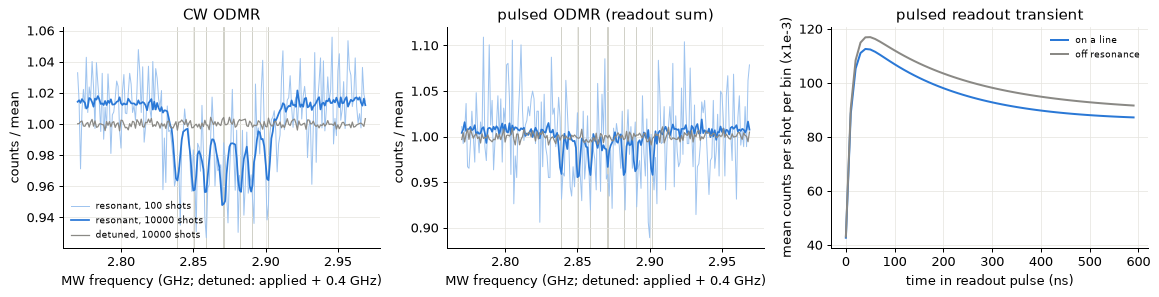 CW ODMR
counts / mean
1.06
1.04
1.02
1.00
0.98
0.96
0.94
resonant, 100 shots
resonant, 10000 shots
detuned, 10000 shots
2.80
2.85
2.90
2.95
MW frequency (GHz; detuned: applied + 0.4 GHz)
pulsed ODMR (readout sum)
counts / mean
1.10
1.05
1.00
0.95
0.90
2.80
2.85
2.90
2.95
MW frequency (GHz; detuned: applied + 0.4 GHz)
pulsed readout transient
mean counts per shot per bin (x1e-3)
120
100
80
60
40
on a line
off resonance
0
100
200
300
400
500
600
time in readout pulse (ns)